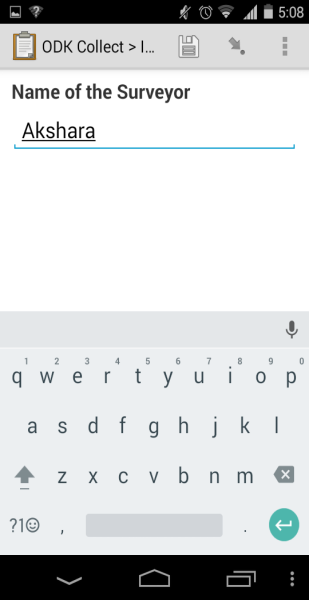 5:08
ODK Collect > I...
Name of the Surveyor
Akshara
1 2 3 4 5 6 7 8 9 0
q w e r t y u i o p
a s d f g h j k l
z x c v b n m
?1☺ , .